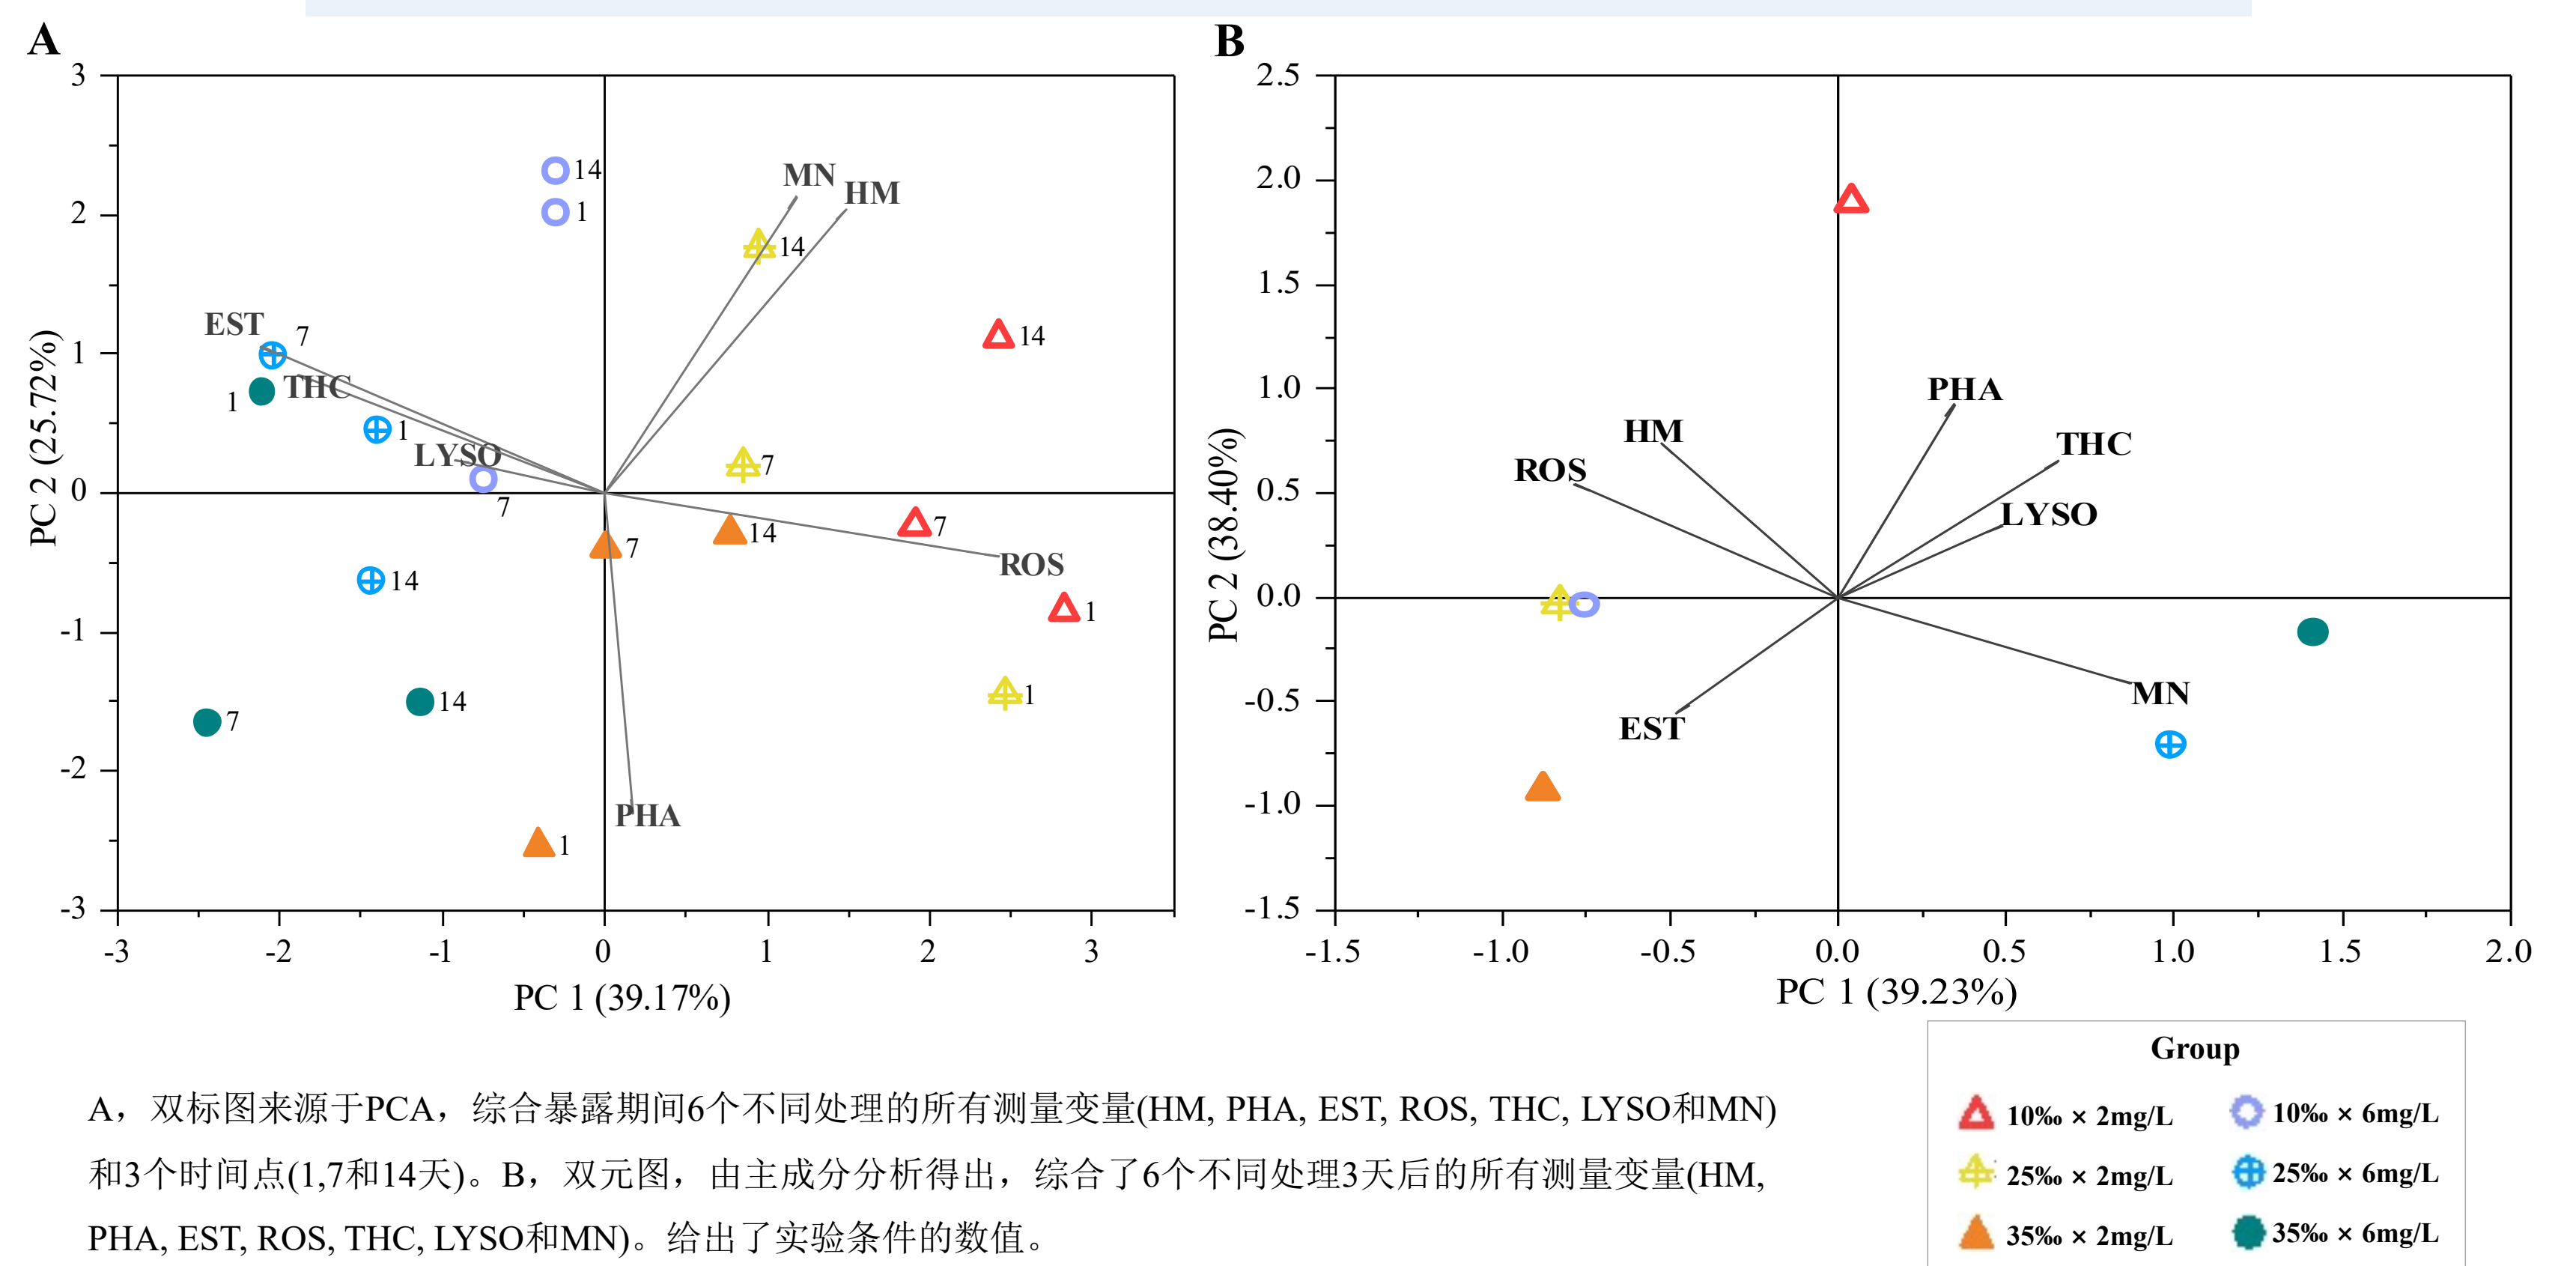 A
B
3
2
1
0
-1
-2
-3
-3
-2
-1
0
1
2
3
PC 2 (25.72%)
PC 1 (39.17%)
14
1
MN
HM
14
14
EST
7
THC
1
1
LYSO
7
7
7
14
7
ROS
14
1
14
7
1
PHA
1
2.5
2.0
1.5
1.0
0.5
0.0
-0.5
-1.0
-1.5
-1.5
-1.0
-0.5
0.0
0.5
1.0
1.5
2.0
PC 2 (38.40%)
PC 1 (39.23%)
PHA
HM
THC
ROS
LYSO
MN
EST
Group
10‰ × 2mg/L
10‰ × 6mg/L
25‰ × 2mg/L
25‰ × 6mg/L
35‰ × 2mg/L
35‰ × 6mg/L
A，双标图来源于PCA，综合暴露期间6个不同处理的所有测量变量(HM, PHA, EST, ROS, THC, LYSO和MN)
和3个时间点(1,7和14天)。B，双元图，由主成分分析得出，综合了6个不同处理3天后的所有测量变量(HM,
PHA, EST, ROS, THC, LYSO和MN)。给出了实验条件的数值。